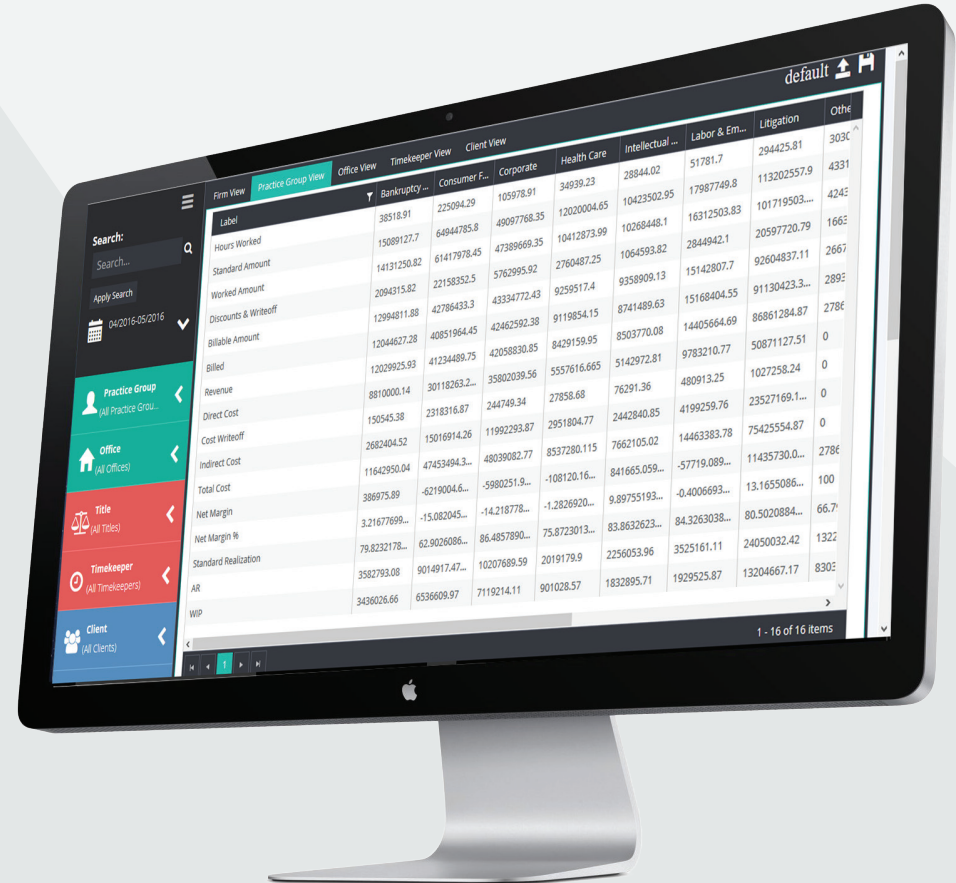 default
Search:
Search...
Apply Search
04/2016-05/2016
Practice Group
(All Practice Grou...
Office
(All Offices)
Title
(All Titles)
Timekeeper
(All Timekeepers)
Client
(All Clients)
Firm View Practice Group View Office View Timekeeper View Client View
Label Bankruptcy ... Consumer F... Corporate Health Care Intellectual ... Labor & Em... Litigation Othe
Hours Worked 38518.91 225094.29 105978.91 34939.23 28844.02 51781.7 294425.81 3030
Standard Amount 15089127.7 64944785.8 49097768.35 12020004.65 10423502.95 17987749.8 113202557.9 4331
Worked Amount 14131250.82 61417978.45 47389669.35 10412873.99 10268448.1 16312503.83 101719503.... 4243
Discounts & Writeoff 2094315.82 22158352.5 5762995.92 2760487.25 1064593.82 2844942.1 20597720.79 1663
Billable Amount 12994811.88 42786433.3 43334772.43 9259517.4 9358909.13 15142807.7 92604837.11 2667
Billed 12044627.28 40851964.45 42462592.38 9119854.15 8741489.63 15168404.55 91130423.3... 2893
Revenue 12029925.93 41234489.75 42058830.85 8429159.95 8503770.08 14405664.69 86861284.87 2786
Direct Cost 8810000.14 30118263.2... 35802039.56 5557616.665 5142972.81 9783210.77 50871127.51 0
Cost Writeoff 150545.38 2318316.87 244749.34 27858.68 76291.36 480913.25 1027258.24 0
Indirect Cost 2682404.52 15016914.26 11992293.87 2951804.77 2442840.85 4199259.76 23527169.1... 0
Total Cost 11642950.04 47453494.3... 48039082.77 8537280.115 7662105.02 14463383.78 75425554.87 0
Net Margin 386975.89 -6219004.6... -5980251.9... -108120.16... 841665.059... -57719.089... 11435730.0... 2786
Net Margin % 3.21677699... -15.082045... -14.218778... -1.2826920... 9.89755193... -0.4006693... 13.1655086... 100
Standard Realization 79.8232178... 62.9026086... 86.4857890... 75.8723013... 83.8632623... 84.3263038... 80.5020884... 66.7
AR 3582793.08 9014917.47... 10207689.59 2019179.9 2256053.96 3525161.11 24050032.42 1322
WIP 3436026.66 6536609.97 7119214.11 901028.57 1832895.71 1929525.87 13204667.17 8303
1 1 - 16 of 16 items